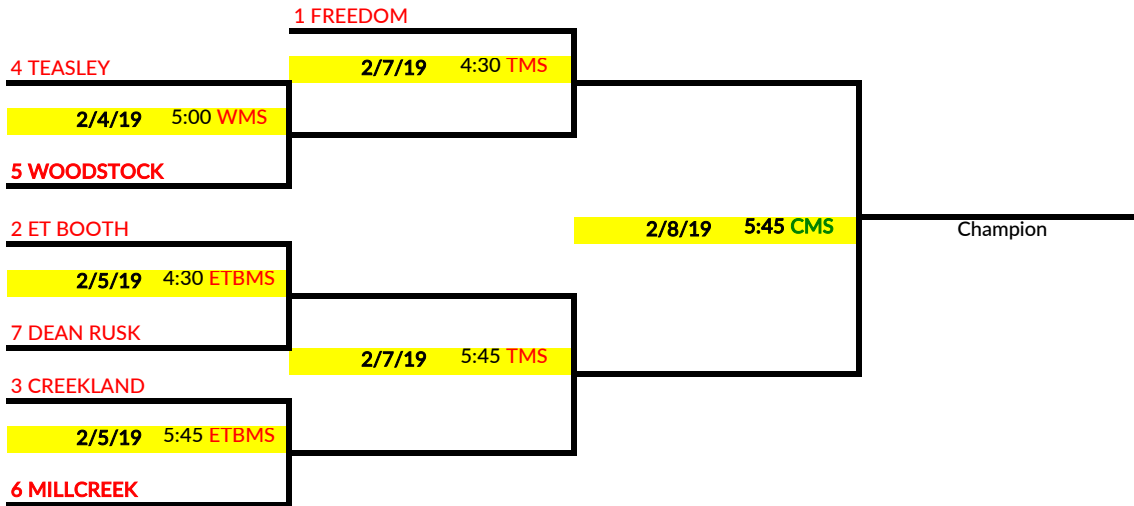 1 FREEDOM
4 TEASLEY
2/7/19 4:30 TMS
2/4/19 5:00 WMS
5 WOODSTOCK
2 ET BOOTH
2/8/19 5:45 CMS
Champion
2/5/19 4:30 ETBMS
7 DEAN RUSK
2/7/19 5:45 TMS
3 CREEKLAND
2/5/19 5:45 ETBMS
6 MILLCREEK